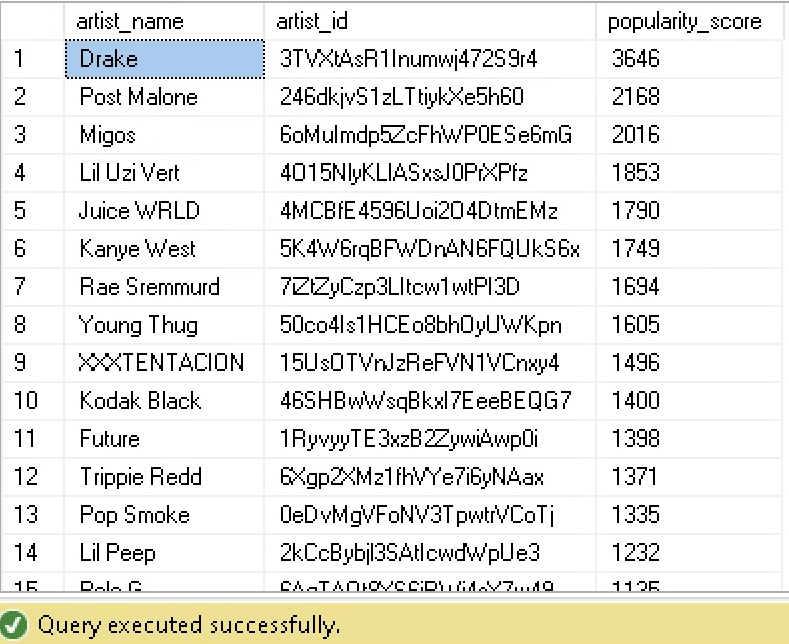 artist_name artist_id popularity_score
1 Drake 3TVXtAsR1Inumwj472S9r4 3646
2 Post Malone 246dkjvS1zLTtiykXe5h60 2168
3 Migos 6oMuImdp5ZcFhWP0ESe6mG 2016
4 Lil Uzi Vert 4O15NlyKLIASxsJ0PrXPfz 1853
5 Juice WRLD 4MCBfE4596Uoi2O4DtmEMz 1790
6 Kanye West 5K4W6rqBFWDnAN6FQUkS6x 1749
7 Rae Sremmurd 7iZtZyCzp3LItcw1wtPI3D 1694
8 Young Thug 50co4Is1HCEo8bhOyUWKpn 1605
9 XXXTENTACION 15UsOTVnJzReFVN1VCnxy4 1496
10 Kodak Black 46SHBwWsqBkxI7EeeBEQG7 1400
11 Future 1RyvyyTE3xzB2ZywiAwp0i 1398
12 Trippie Redd 6Xgp2XMz1fhVYe7i6yNAax 1371
13 Pop Smoke 0eDvMgVFoNV3TpwtrVCoTj 1335
14 Lil Peep 2kCcBybjl3SAtIcwdWpUe3 1232
15 1135
Query executed successfully.